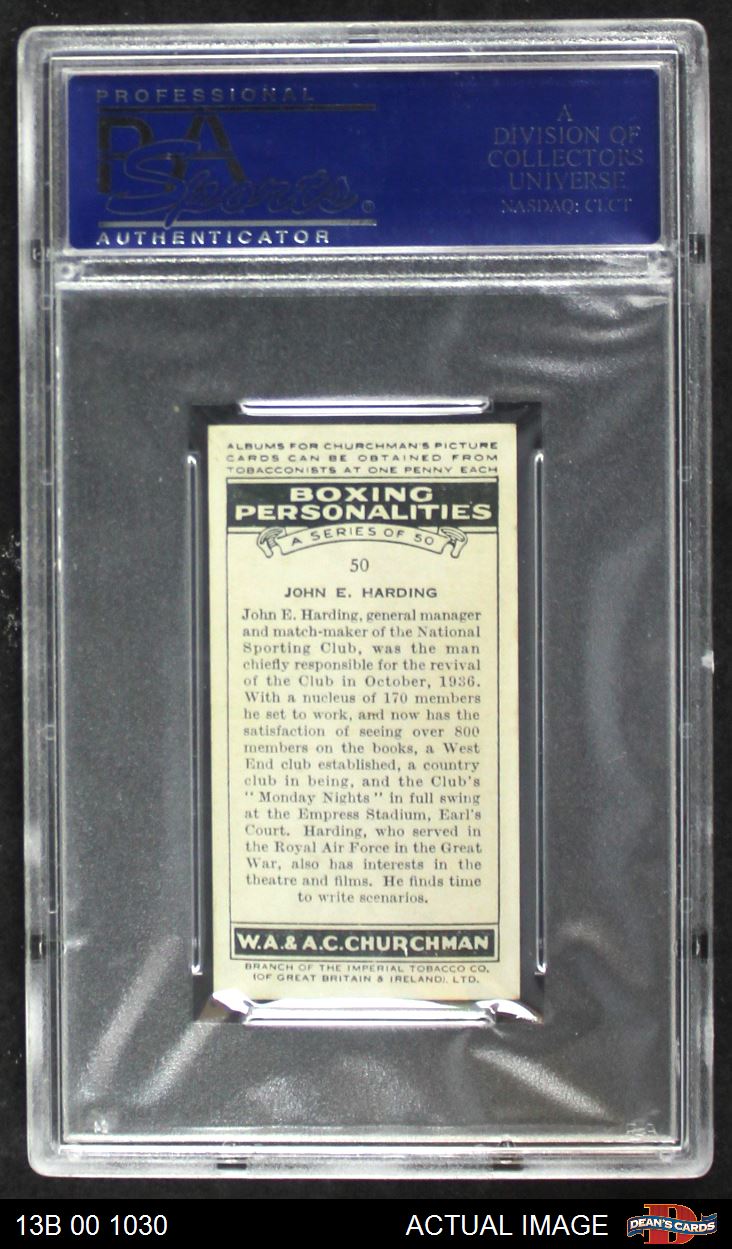 PROFESSIONAL
PSA
Sports®
AUTHENTICATOR
A
DIVISION OF
COLLECTORS
UNIVERSE
NASDAQ: CLCT
ALBUMS FOR CHURCHMAN'S PICTURE
CARDS CAN BE OBTAINED FROM
TOBACCONISTS AT ONE PENNY EACH
BOXING
PERSONALITIES
A SERIES OF 50
50
JOHN E. HARDING
John E. Harding, general manager
and match-maker of the National
Sporting Club, was the man
chiefly responsible for the revival
of the Club in October, 1936.
With a nucleus of 170 members
he set to work, and now has the
satisfaction of seeing over 800
members on the books, a West
End club established, a country
club in being, and the Club's
"Monday Nights" in full swing
at the Empress Stadium, Earl's
Court. Harding, who served in
the Royal Air Force in the Great
War, also has interests in the
theatre and films. He finds time
to write scenarios.
W.A. & A.C. CHURCHMAN
BRANCH OF THE IMPERIAL TOBACCO CO.
(OF GREAT BRITAIN & IRELAND), LTD.
PSA
13B 00 1030
ACTUAL IMAGE
DEAN'S CARDS